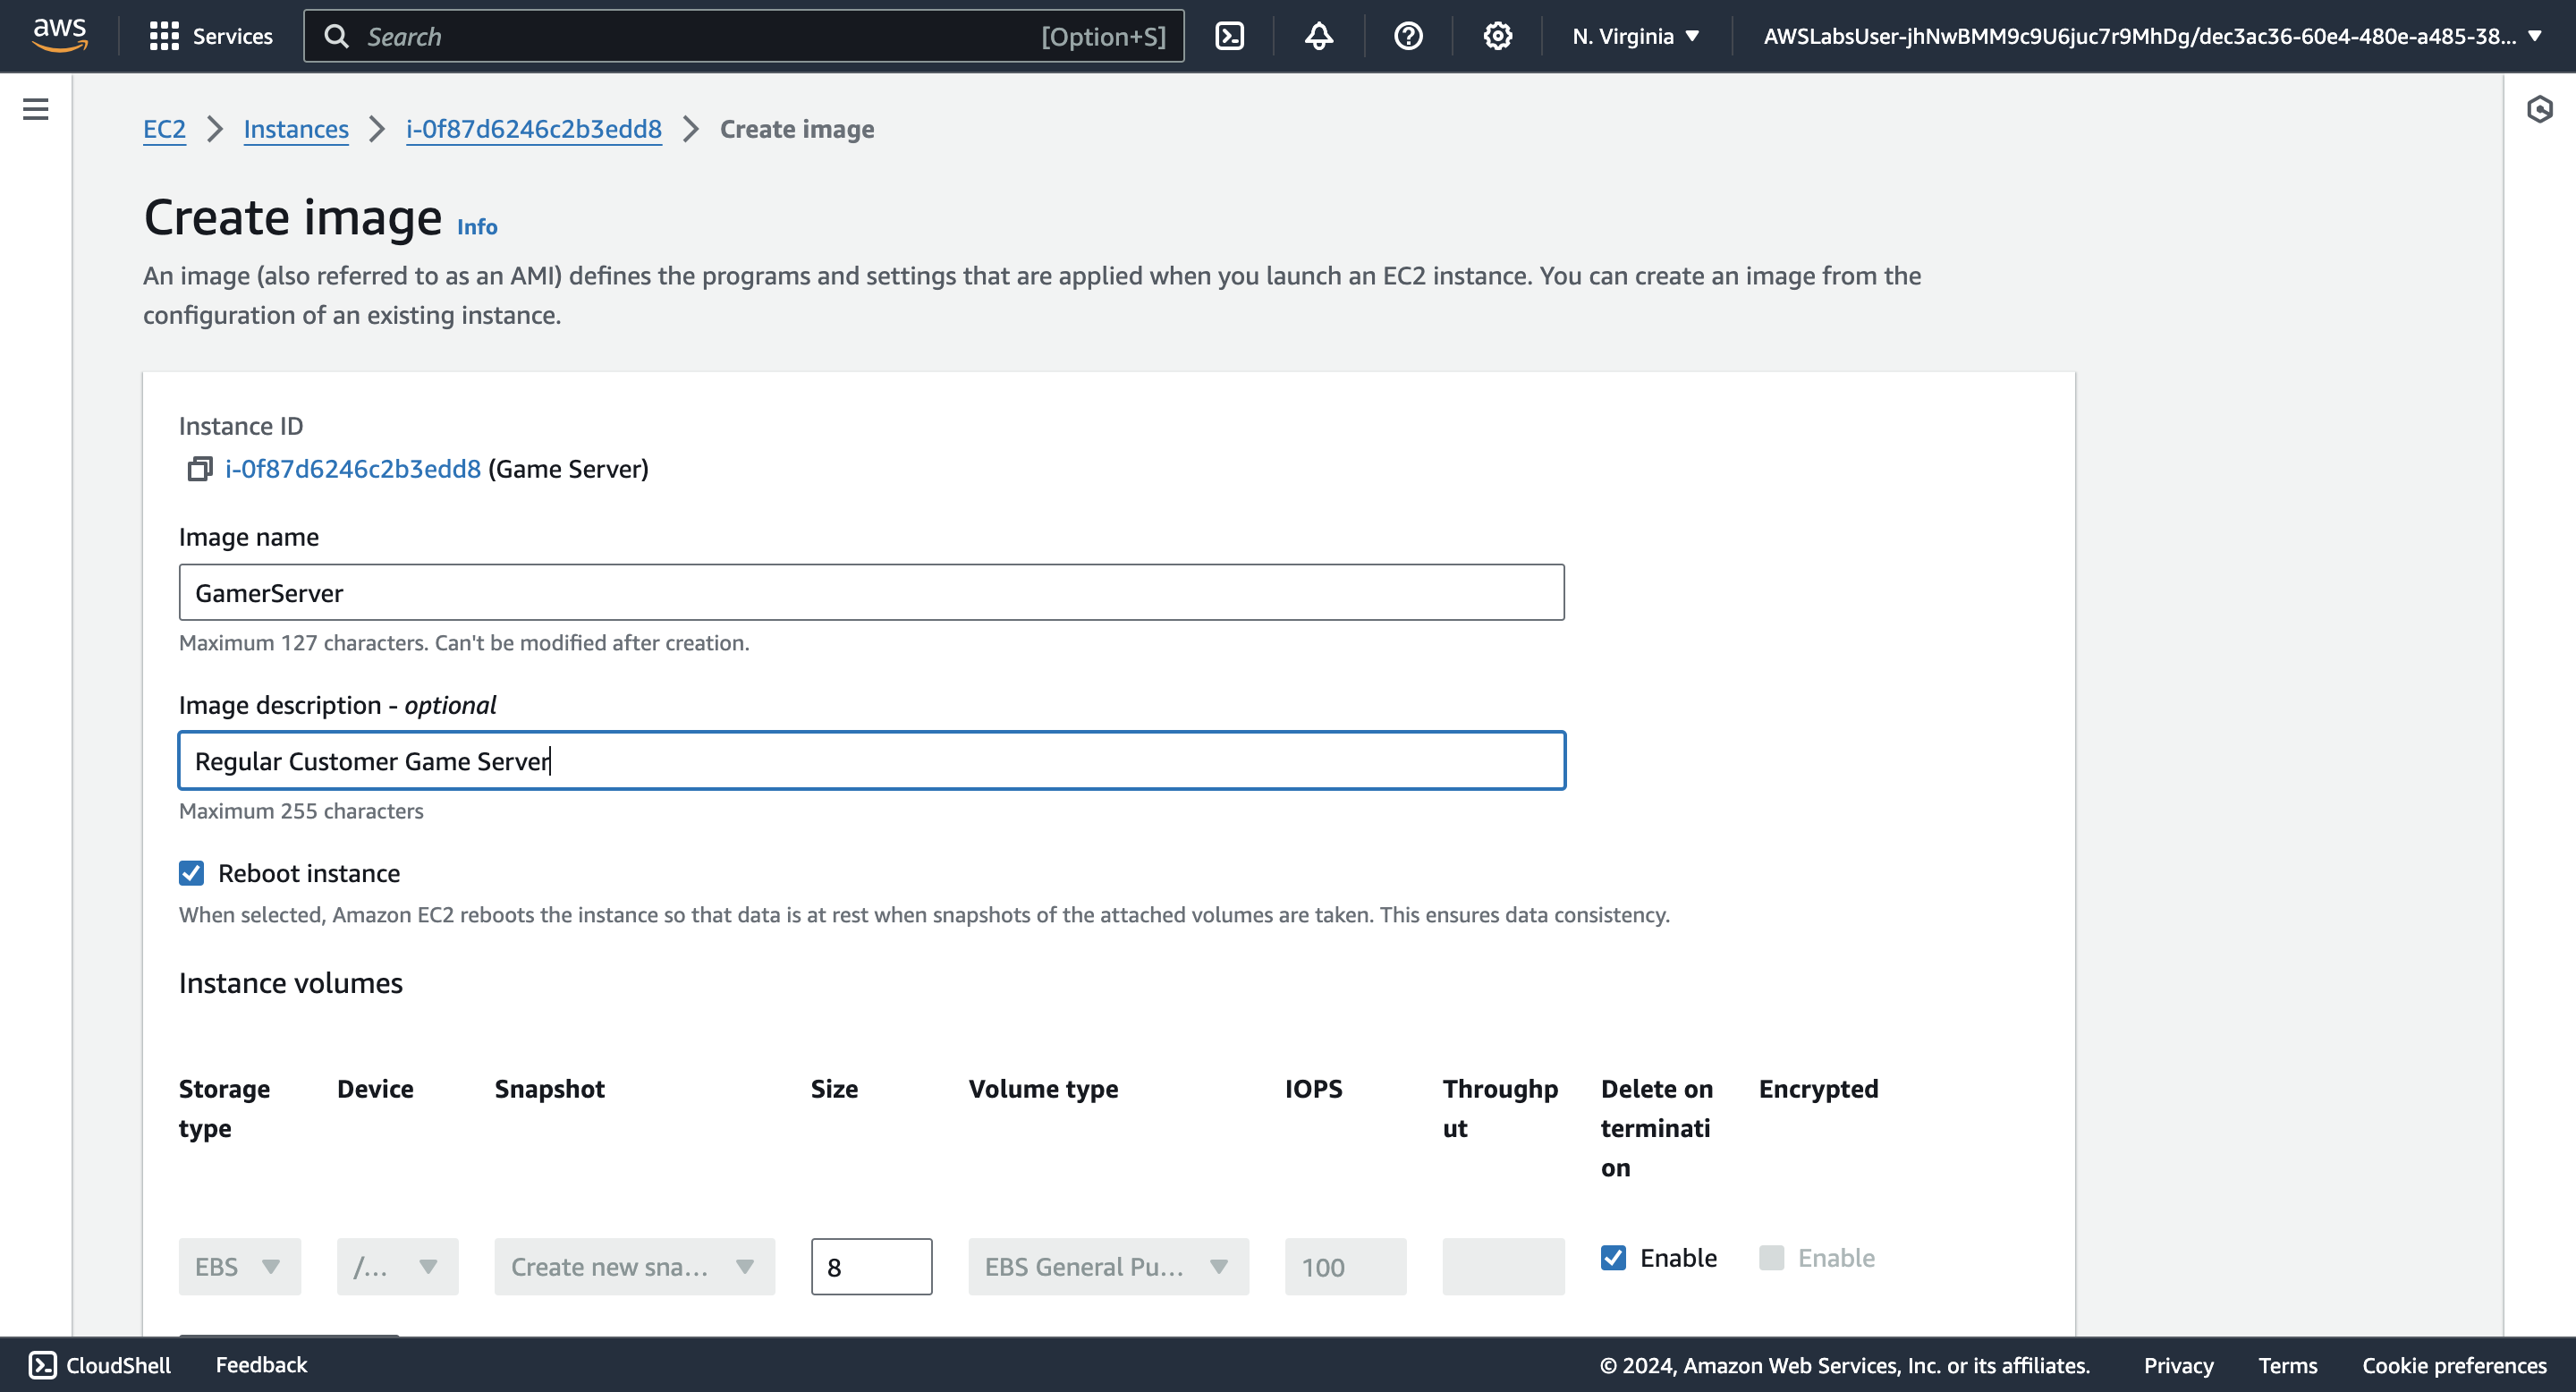 aws
Services
Search
[Option+S]
N. Virginia
AWSLabsUser-jhNwBMM9c9U6juc7r9MhDg/dec3ac36-60e4-480e-a485-38...
EC2
Instances
i-0f87d6246c2b3edd8
Create image
Create image
Info
An image (also referred to as an AMI) defines the programs and settings that are applied when you launch an EC2 instance. You can create an image from the
configuration of an existing instance.
Instance ID
i-0f87d6246c2b3edd8 (Game Server)
Image name
GamerServer
Maximum 127 characters. Can't be modified after creation.
Image description - optional
Regular Customer Game Server
Maximum 255 characters
Reboot instance
When selected, Amazon EC2 reboots the instance so that data is at rest when snapshots of the attached volumes are taken. This ensures data consistency.
Instance volumes
Storage
type
Device
Snapshot
Size
Volume type
IOPS
Throughp
ut
Delete on
terminati
on
Encrypted
EBS
/...
Create new sna...
8
EBS General Pu...
100
Enable
Enable
CloudShell
Feedback
© 2024, Amazon Web Services, Inc. or its affiliates.
Privacy
Terms
Cookie preferences